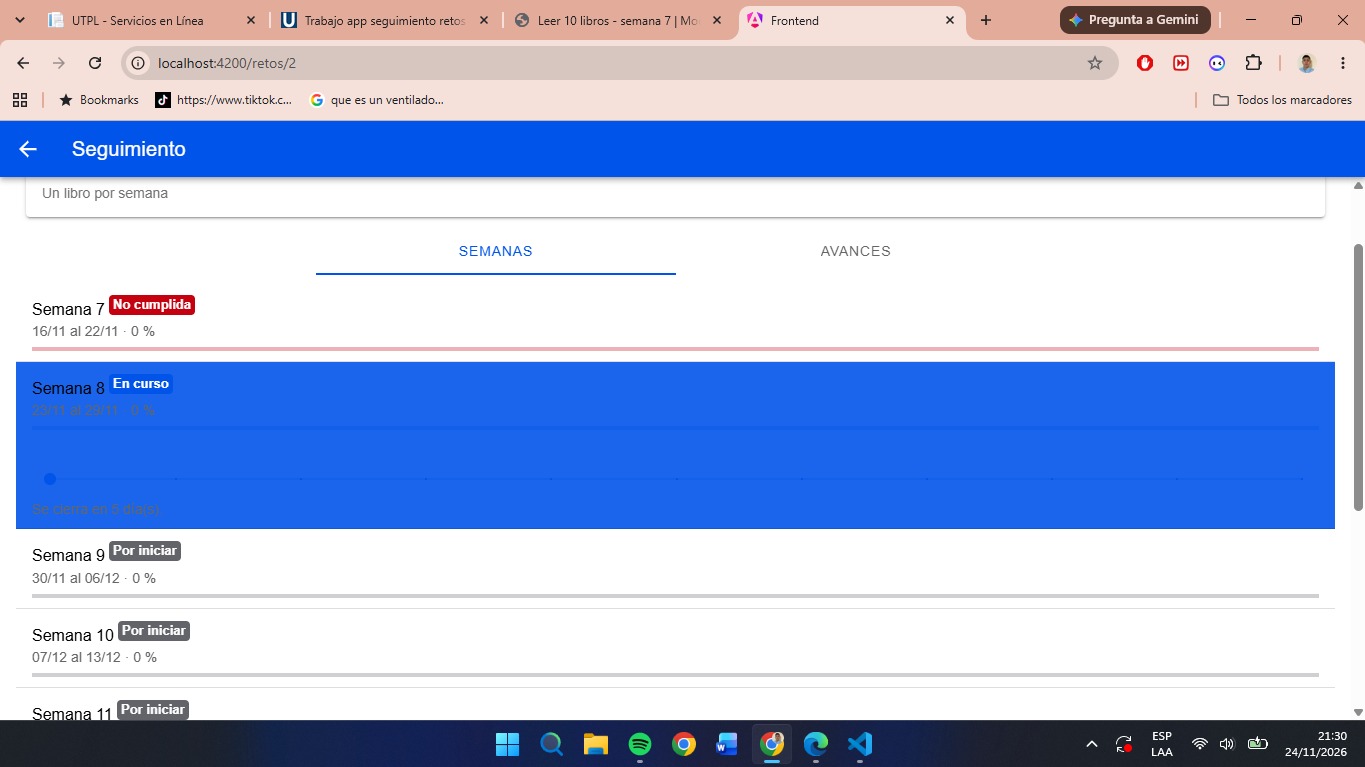 UTPL - Servicios en Línea
Trabajo app seguimiento retos
Leer 10 libros - semana 7 | Mo
Frontend
Pregunta a Gemini
localhost:4200/retos/2
Bookmarks
https://www.tiktok.c...
que es un ventilado...
Todos los marcadores
Seguimiento
Un libro por semana
SEMANAS
AVANCES
Semana 7 No cumplida
16/11 al 22/11 · 0 %
Semana 8 En curso
23/11 al 29/11 · 0 %
Se cierra en 5 día(s)
Semana 9 Por iniciar
30/11 al 06/12 · 0 %
Semana 10 Por iniciar
07/12 al 13/12 · 0 %
Semana 11 Por iniciar
ESP
LAA
21:30
24/11/2026